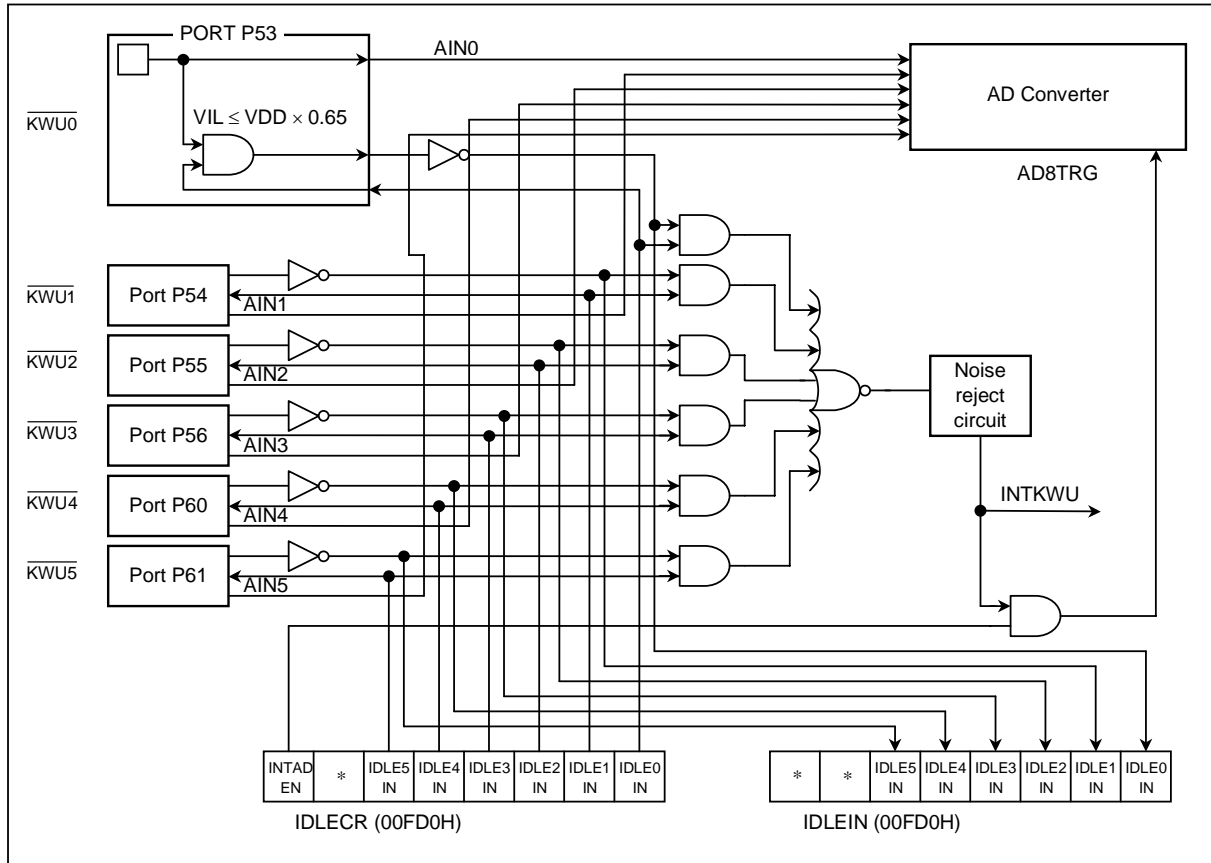 PORT P53
AIN0
AD Converter
VIL ≤ VDD × 0.65
KWU0
AD8TRG
KWU1
Port P54
AIN1
KWU2
Port P55
AIN2
Noise
reject
circuit
KWU3
Port P56
AIN3
KWU4
Port P60
AIN4
INTKWU
KWU5
Port P61
AIN5
INTAD
EN
*
IDLE5
IN
IDLE4
IN
IDLE3
IN
IDLE2
IN
IDLE1
IN
IDLE0
IN
IDLECR (00FD0H)
*
*
IDLE5
IN
IDLE4
IN
IDLE3
IN
IDLE2
IN
IDLE1
IN
IDLE0
IN
IDLEIN (00FD0H)